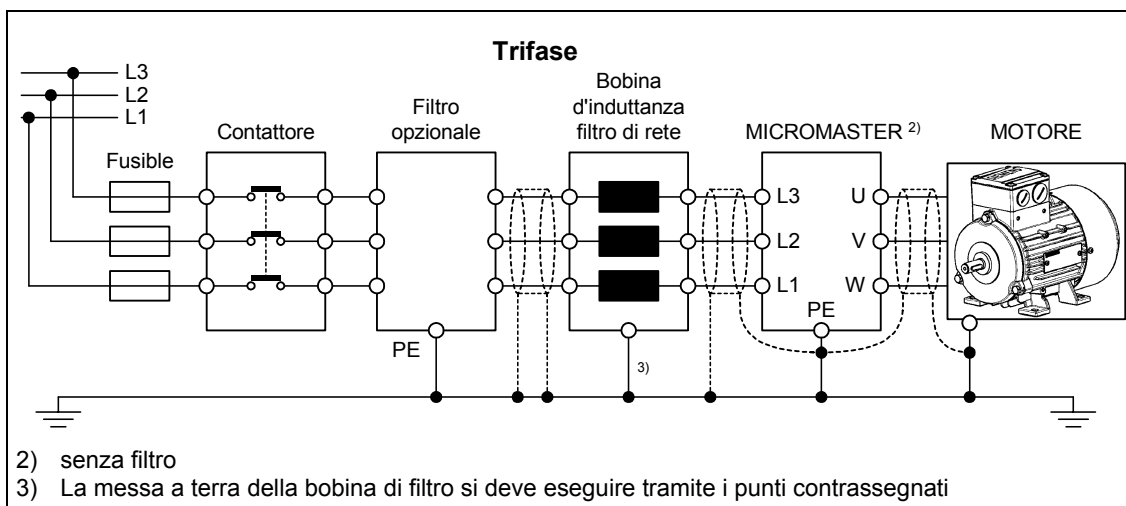 Trifase
L3
L2
L1
Fusible
Contattore
Filtro
opzionale
Bobina
d'induttanza
filtro di rete
MICROMASTER 2)
MOTORE
L3
U
L2
V
L1
W
PE
PE
3)
2) senza filtro
3) La messa a terra della bobina di filtro si deve eseguire tramite i punti contrassegnati